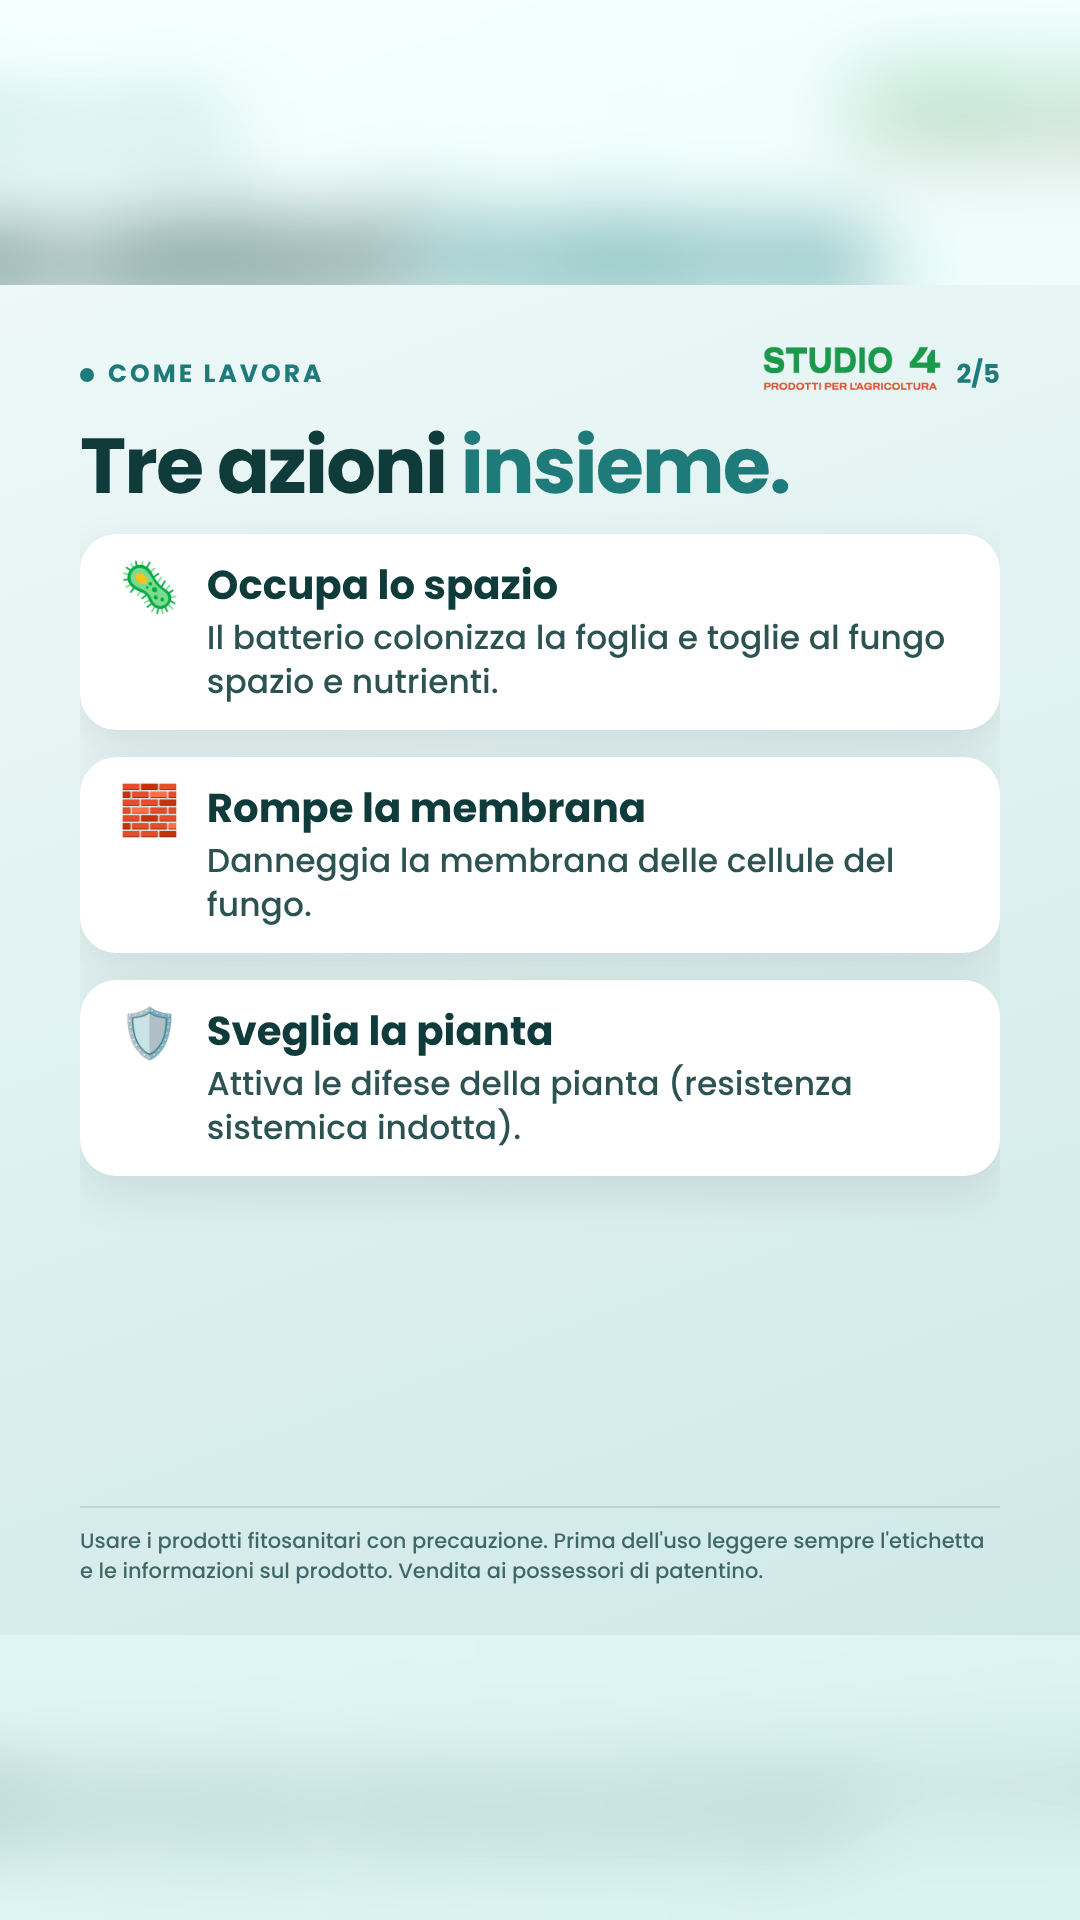 COME LAVORA
STUDIO 4
PRODOTTI PER L'AGRICOLTURA
2/5
Tre azioni insieme.
Occupa lo spazio
Il batterio colonizza la foglia e toglie al fungo
spazio e nutrienti.
Rompe la membrana
Danneggia la membrana delle cellule del
fungo.
Sveglia la pianta
Attiva le difese della pianta (resistenza
sistemica indotta).
Usare i prodotti fitosanitari con precauzione. Prima dell'uso leggere sempre l'etichetta
e le informazioni sul prodotto. Vendita ai possessori di patentino.